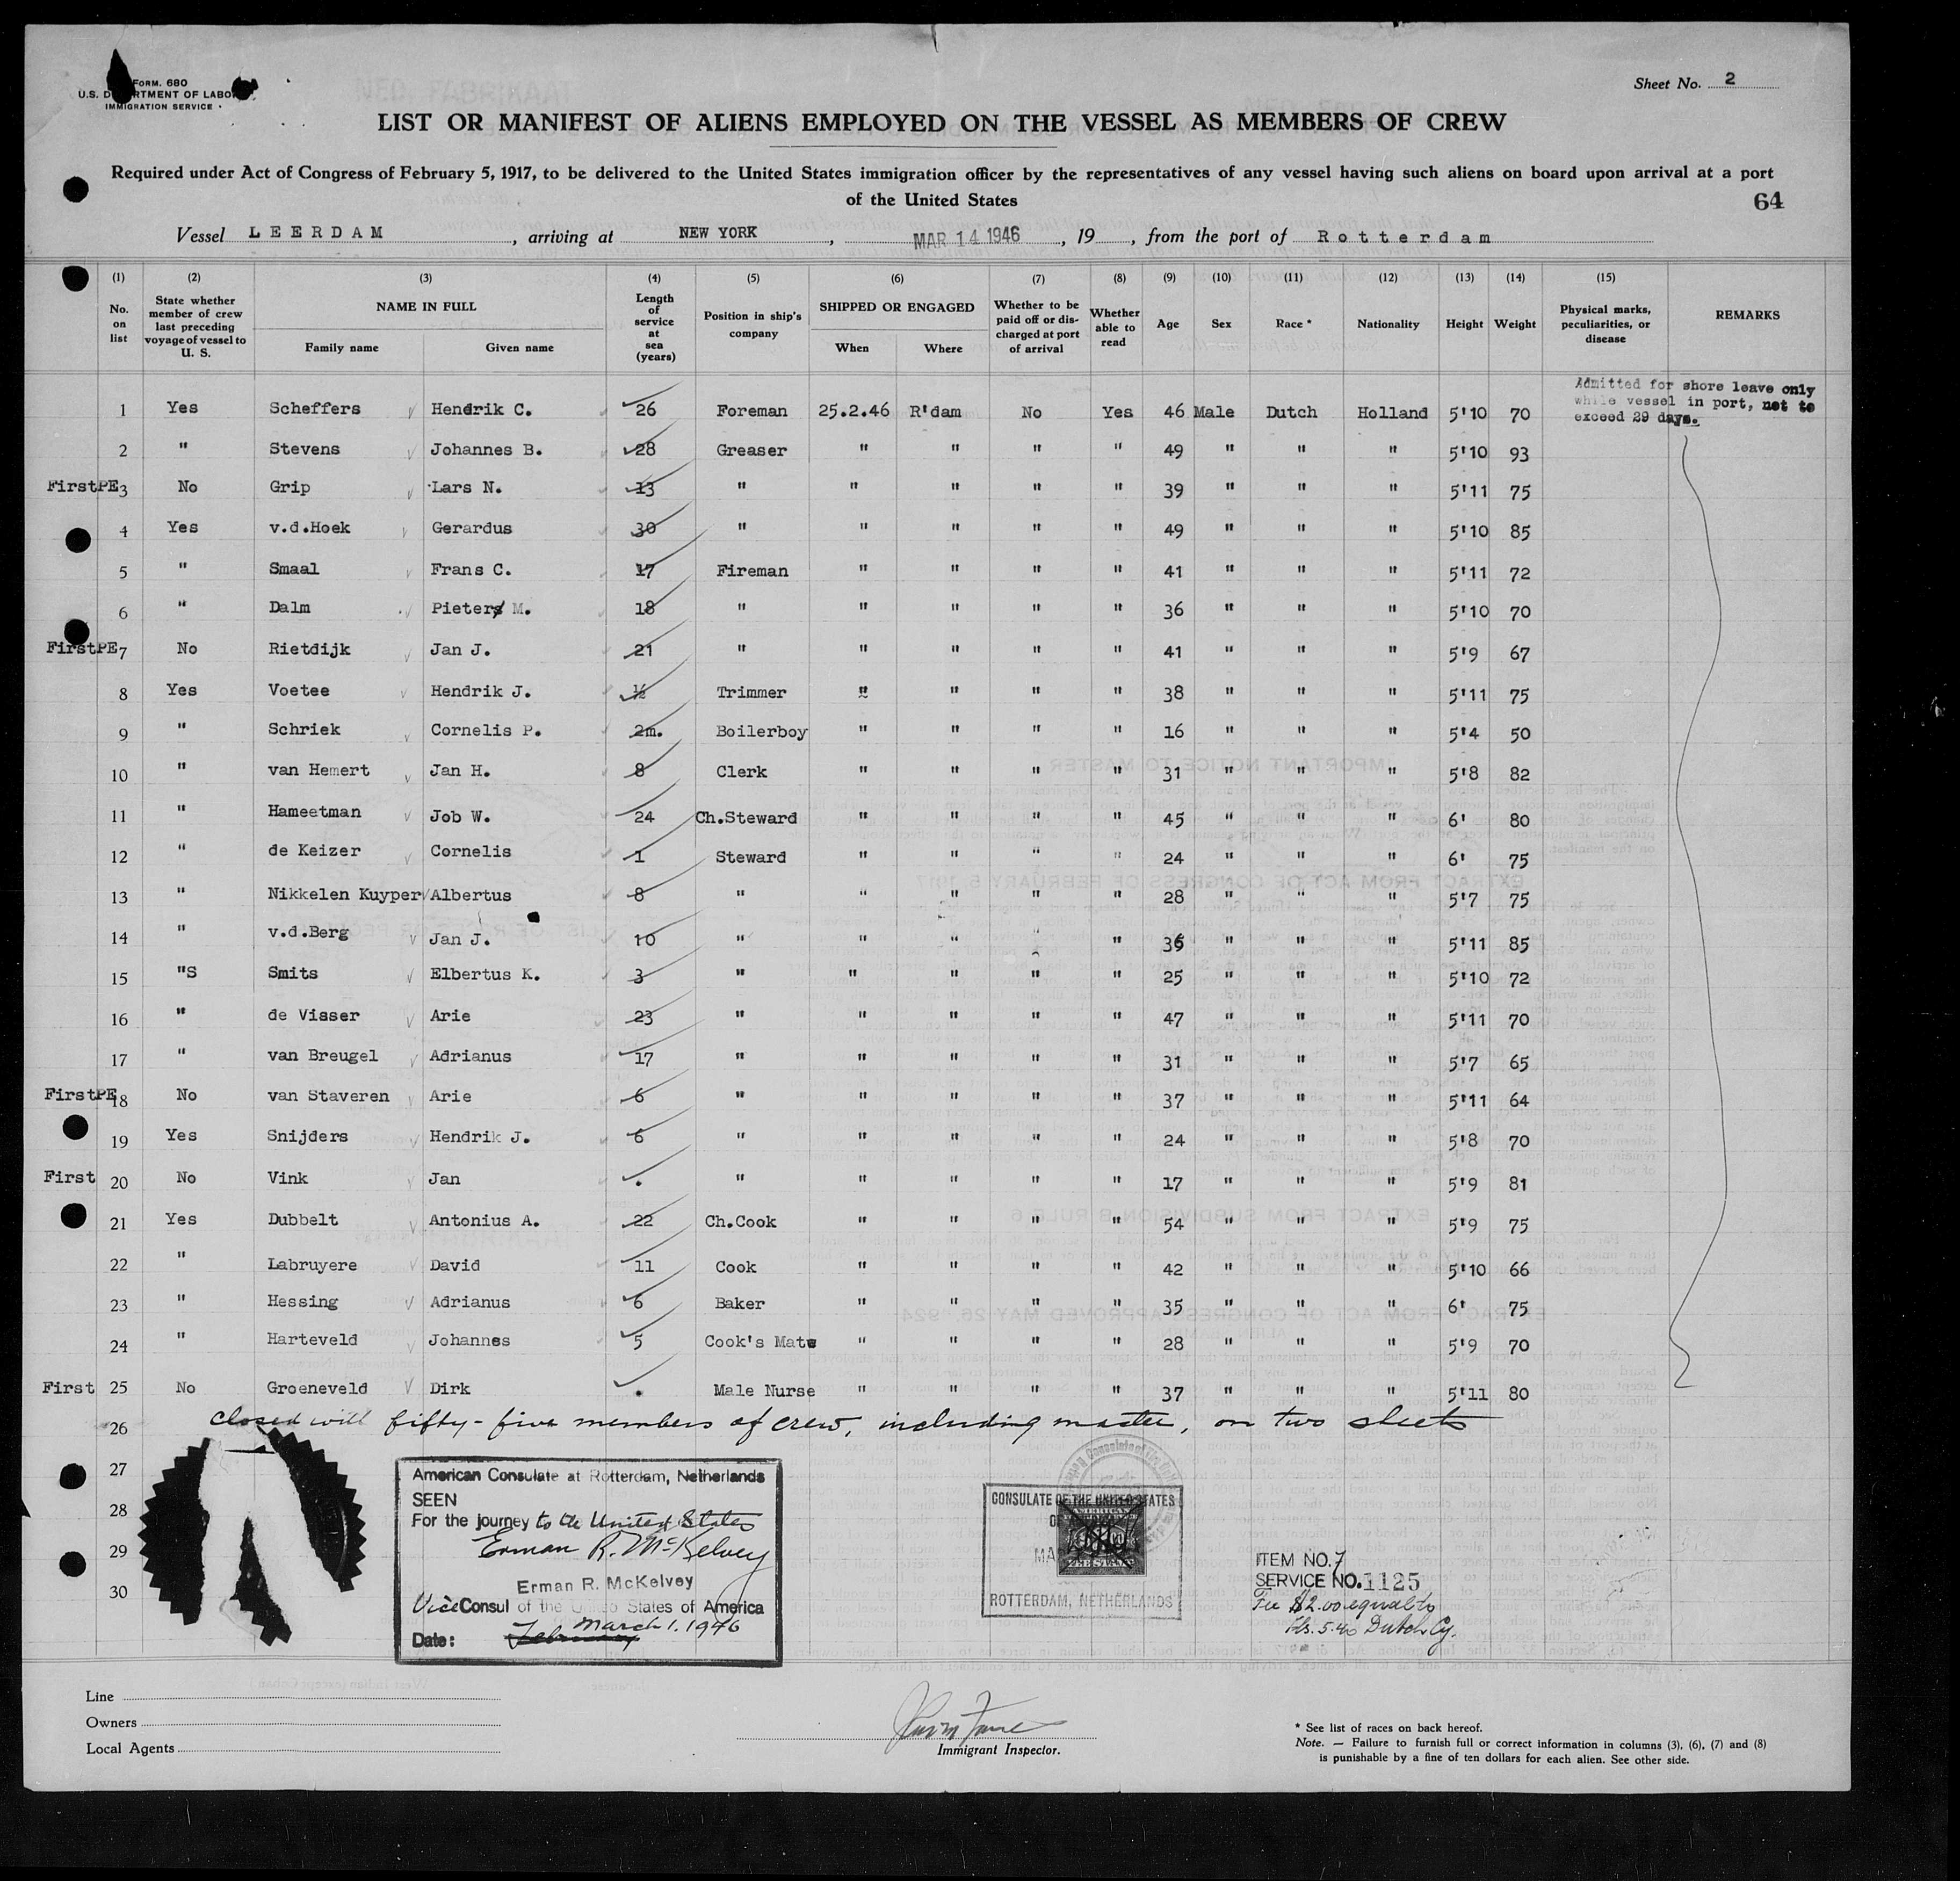 Form. 680
U.S. DEPARTMENT OF LABOR
IMMIGRATION SERVICE
Sheet No. 2
LIST OR MANIFEST OF ALIENS EMPLOYED ON THE VESSEL AS MEMBERS OF CREW
Required under Act of Congress of February 5, 1917, to be delivered to the United States immigration officer by the representatives of any vessel having such aliens on board upon arrival at a port
of the United States
64
Vessel LEERDAM, arriving at NEW YORK, MAR 14 1946, 19, from the port of Rotterdam
(1) (2) (3) (4) (5) (6) (7) (8) (9) (10) (11) (12) (13) (14) (15)
No. on list | State whether member of crew last preceding voyage of vessel to U. S. | NAME IN FULL Family name Given name | Length of service at sea (years) | Position in ship's company | SHIPPED OR ENGAGED When Where | Whether to be paid off or discharged at port of arrival | Whether able to read | Age | Sex | Race * | Nationality | Height | Weight | Physical marks, peculiarities, or disease | REMARKS
Admitted for shore leave only
while vessel in port, not to
exceed 29 days.
1 Yes Scheffers Hendrik C. 26 Foreman 25.2.46 R'dam No Yes 46 Male Dutch Holland 5'10 70
2 " Stevens Johannes B. 28 Greaser " " " " 49 " " " 5'10 93
FirstPE 3 No Grip Lars N. 13 " " " " " 39 " " " 5'11 75
4 Yes v.d.Hoek Gerardus 30 " " " " " 49 " " " 5'10 85
5 " Smaal Frans C. 17 Fireman " " " " 41 " " " 5'11 72
6 " Dalm Pieter M. 18 " " " " " 36 " " " 5'10 70
FirstPE 7 No Rietdijk Jan J. 21 " " " " " 41 " " " 5'9 67
8 Yes Voetee Hendrik J. ½ Trimmer " " " " 38 " " " 5'11 75
9 " Schriek Cornelis P. 2m. Boilerboy " " " " 16 " " " 5'4 50
10 " van Hemert Jan H. 8 Clerk " " " " 31 " " " 5'8 82
11 " Hameetman Job W. 24 Ch.Steward " " " " 45 " " " 6' 80
12 " de Keizer Cornelis 1 Steward " " " " 24 " " " 6' 75
13 " Nikkelen Kuyper Albertus 8 " " " " " 28 " " " 5'7 75
14 " v.d.Berg Jan J. 10 " " " " " 36 " " " 5'11 85
15 "S Smits Elbertus K. 3 " " " " " 25 " " " 5'10 72
16 " de Visser Arie 23 " " " " " 47 " " " 5'11 70
17 " van Breugel Adrianus 17 " " " " " 31 " " " 5'7 65
FirstPE 18 No van Staveren Arie 6 " " " " " 37 " " " 5'11 64
19 Yes Snijders Hendrik J. 6 " " " " " 24 " " " 5'8 70
First 20 No Vink Jan . " " " " " 17 " " " 5'9 81
21 Yes Dubbelt Antonius A. 22 Ch.Cook " " " " 54 " " " 5'9 75
22 " Labruyere David 11 Cook " " " " 42 " " " 5'10 66
23 " Hessing Adrianus 6 Baker " " " " 35 " " " 6' 75
24 " Harteveld Johannes 5 Cook's Mate " " " " 28 " " " 5'9 70
First 25 No Groeneveld Dirk . Male Nurse " " " " 37 " " " 5'11 80
26 closed with fifty-five members of crew, including master, on two sheets
27
28
29
30
American Consulate at Rotterdam, Netherlands
SEEN
For the journey to the United States
Erman R. McKelvey
Erman R. McKelvey
Vice Consul of the United States of America
March 1. 1946
Date: February
CONSULATE OF THE UNITED STATES
OF AMERICA
ROTTERDAM, NETHERLANDS
ITEM NO. 7
SERVICE NO. 1125
Fee $2.00 equal to
Fls. 5.40 Dutch Cy.
Line
Owners
Local Agents
Immigrant Inspector.
* See list of races on back hereof.
Note. — Failure to furnish full or correct information in columns (3), (6), (7) and (8)
is punishable by a fine of ten dollars for each alien. See other side.